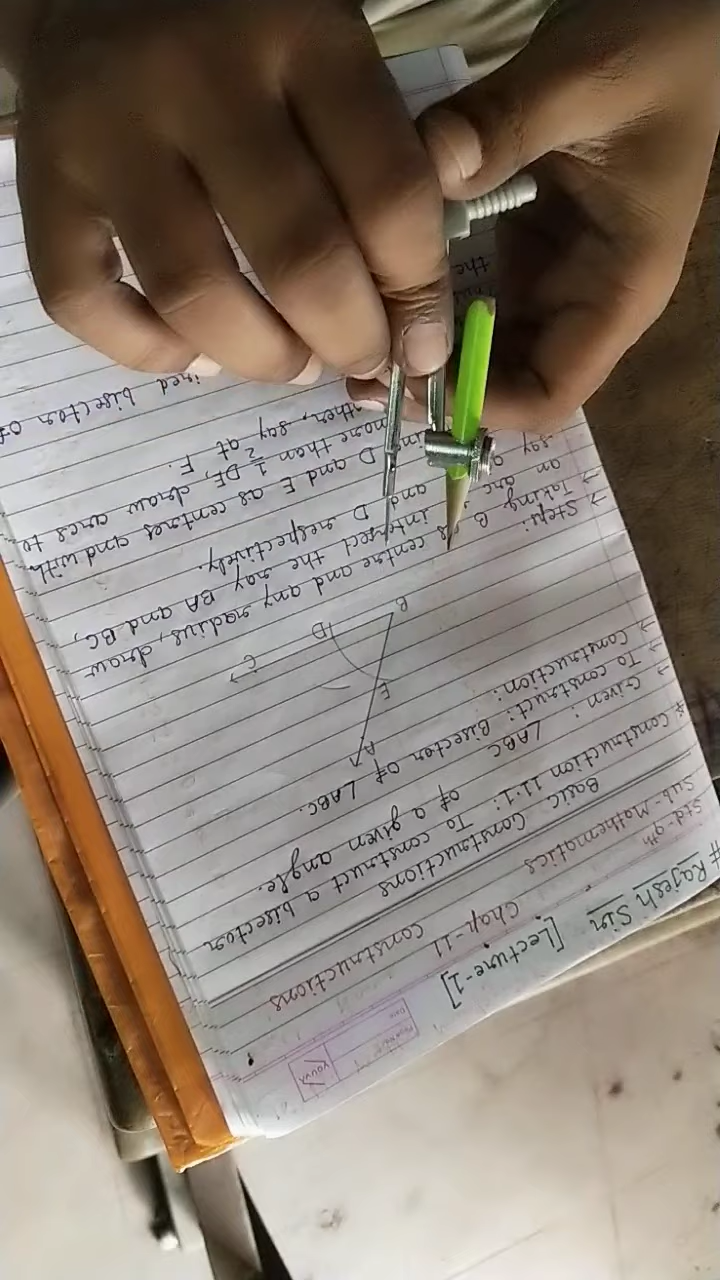 # Rajesh Sir [Lecture-1]
Std-9th Chap-11 Constructions
Sub-Mathematics
Basic Constructions
* Construction 11.1: To construct a bisector
of a given angle.
Given: ∠ABC
→ To construct: Bisector of ∠ABC.
→ Construction:
A
E
B
D
C
→ Steps:
→ Taking B as centre and any radius, draw
an arc intersect the ray BA and BC,
say and D respectively.
D and E as centres and with
more than 1/2 DE, draw arcs to
other, say at F.
bisector of
the
YOUVA
DATE